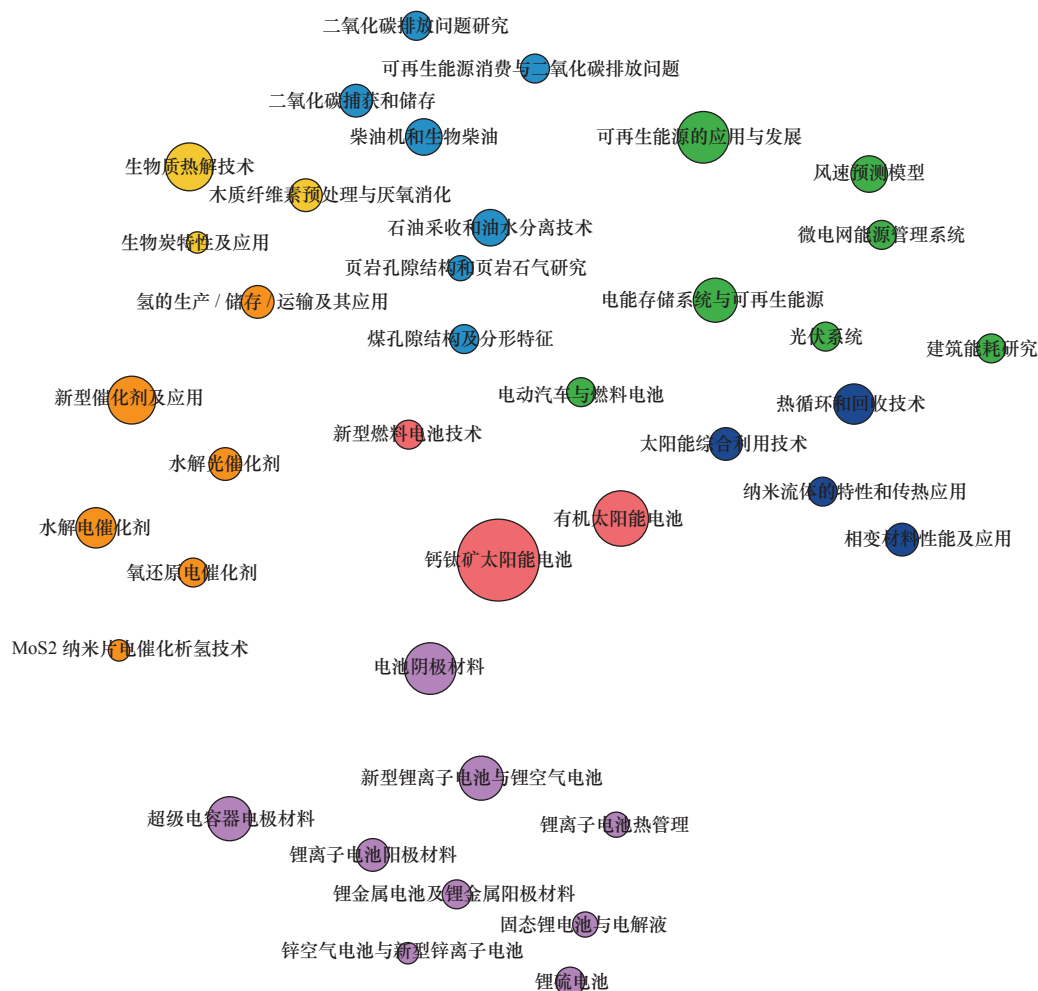 二氧化碳排放问题研究
可再生能源消费与二氧化碳排放问题
二氧化碳捕获和储存
柴油机和生物柴油
可再生能源的应用与发展
生物质热解技术
风速预测模型
木质纤维素预处理与厌氧消化
石油采收和油水分离技术
微电网能源管理系统
生物炭特性及应用
页岩孔隙结构和页岩石气研究
氢的生产 / 储存 / 运输及其应用
电能存储系统与可再生能源
煤孔隙结构及分形特征
光伏系统
建筑能耗研究
电动汽车与燃料电池
新型催化剂及应用
热循环和回收技术
新型燃料电池技术
太阳能综合利用技术
水解光催化剂
纳米流体的特性和传热应用
有机太阳能电池
水解电催化剂
相变材料性能及应用
钙钛矿太阳能电池
氧还原电催化剂
MoS2 纳米片电催化析氢技术
电池阴极材料
新型锂离子电池与锂空气电池
超级电容器电极材料
锂离子电池热管理
锂离子电池阳极材料
锂金属电池及锂金属阳极材料
固态锂电池与电解液
锌空气电池与新型锌离子电池
锂硫电池